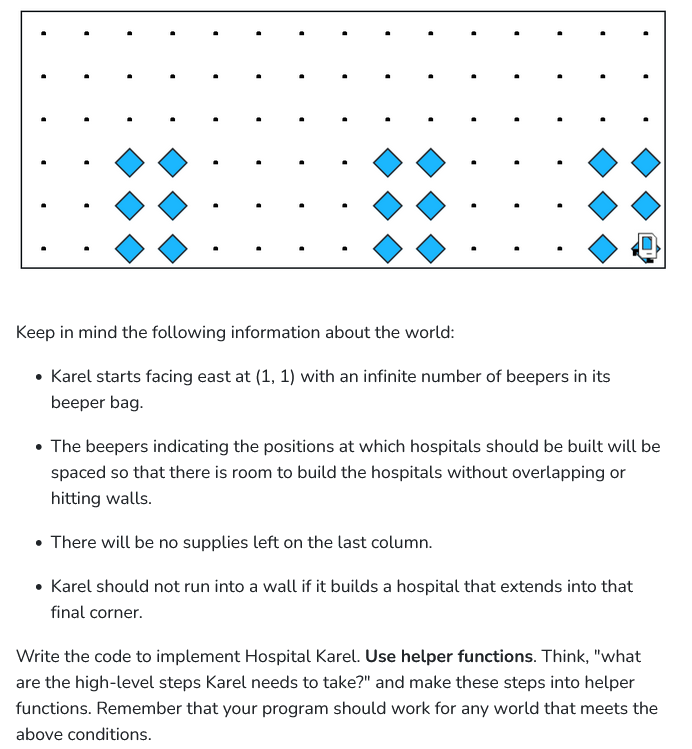 Keep in mind the following information about the world:
• Karel starts facing east at (1, 1) with an infinite number of beepers in its
beeper bag.
• The beepers indicating the positions at which hospitals should be built will be
spaced so that there is room to build the hospitals without overlapping or
hitting walls.
• There will be no supplies left on the last column.
• Karel should not run into a wall if it builds a hospital that extends into that
final corner.
Write the code to implement Hospital Karel. Use helper functions. Think, "what
are the high-level steps Karel needs to take?" and make these steps into helper
functions. Remember that your program should work for any world that meets the
above conditions.